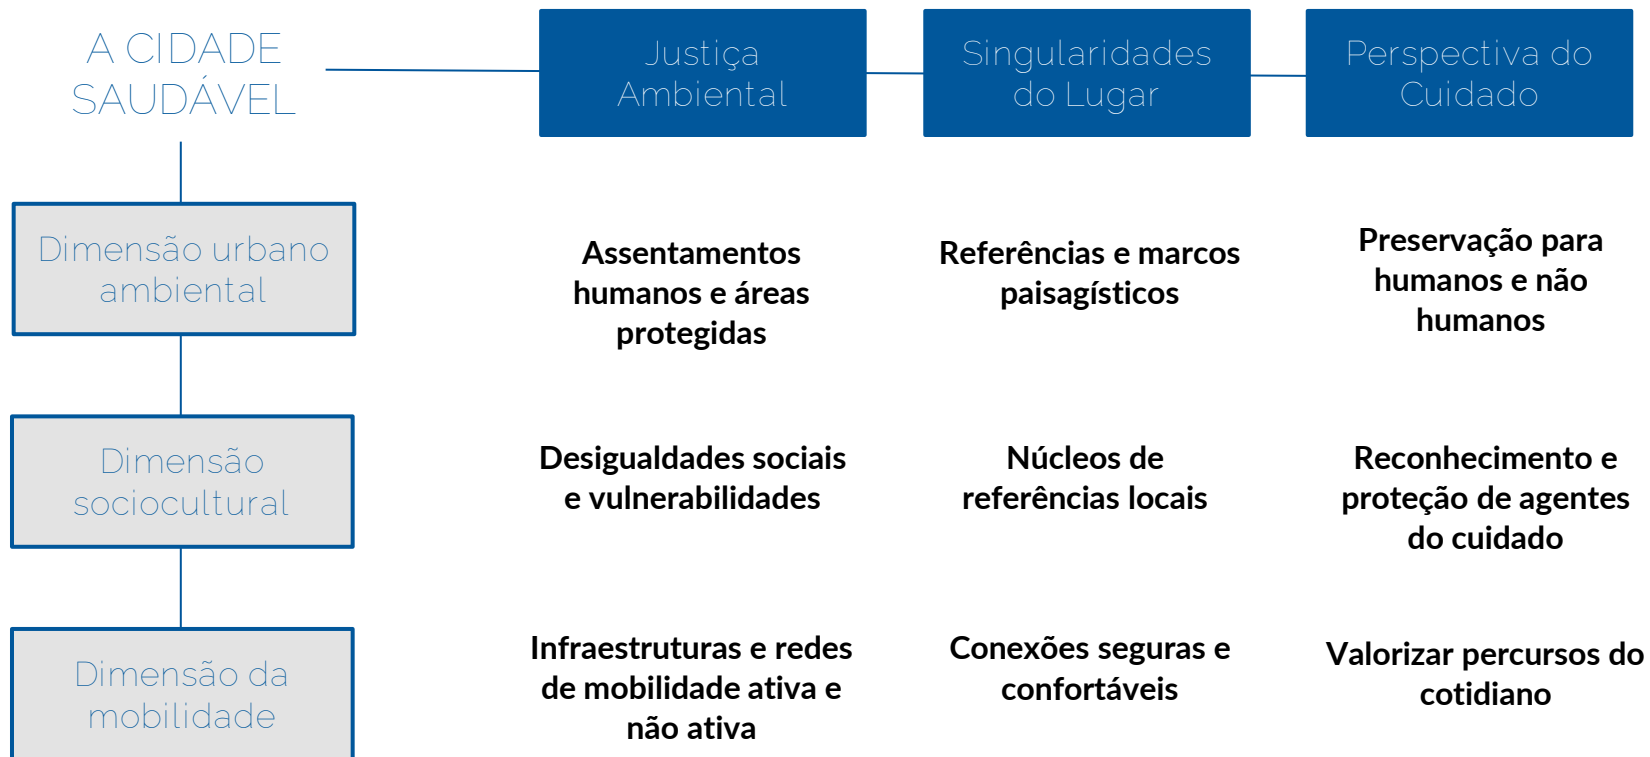 A CIDADE
SAUDÁVEL
Justiça
Ambiental
Singularidades
do Lugar
Perspectiva do
Cuidado
Dimensão urbano
ambiental
Assentamentos
humanos e áreas
protegidas
Referências e marcos
paisagísticos
Preservação para
humanos e não
humanos
Dimensão
sociocultural
Desigualdades sociais
e vulnerabilidades
Núcleos de
referências locais
Reconhecimento e
proteção de agentes
do cuidado
Dimensão da
mobilidade
Infraestruturas e redes
de mobilidade ativa e
não ativa
Conexões seguras e
confortáveis
Valorizar percursos do
cotidiano